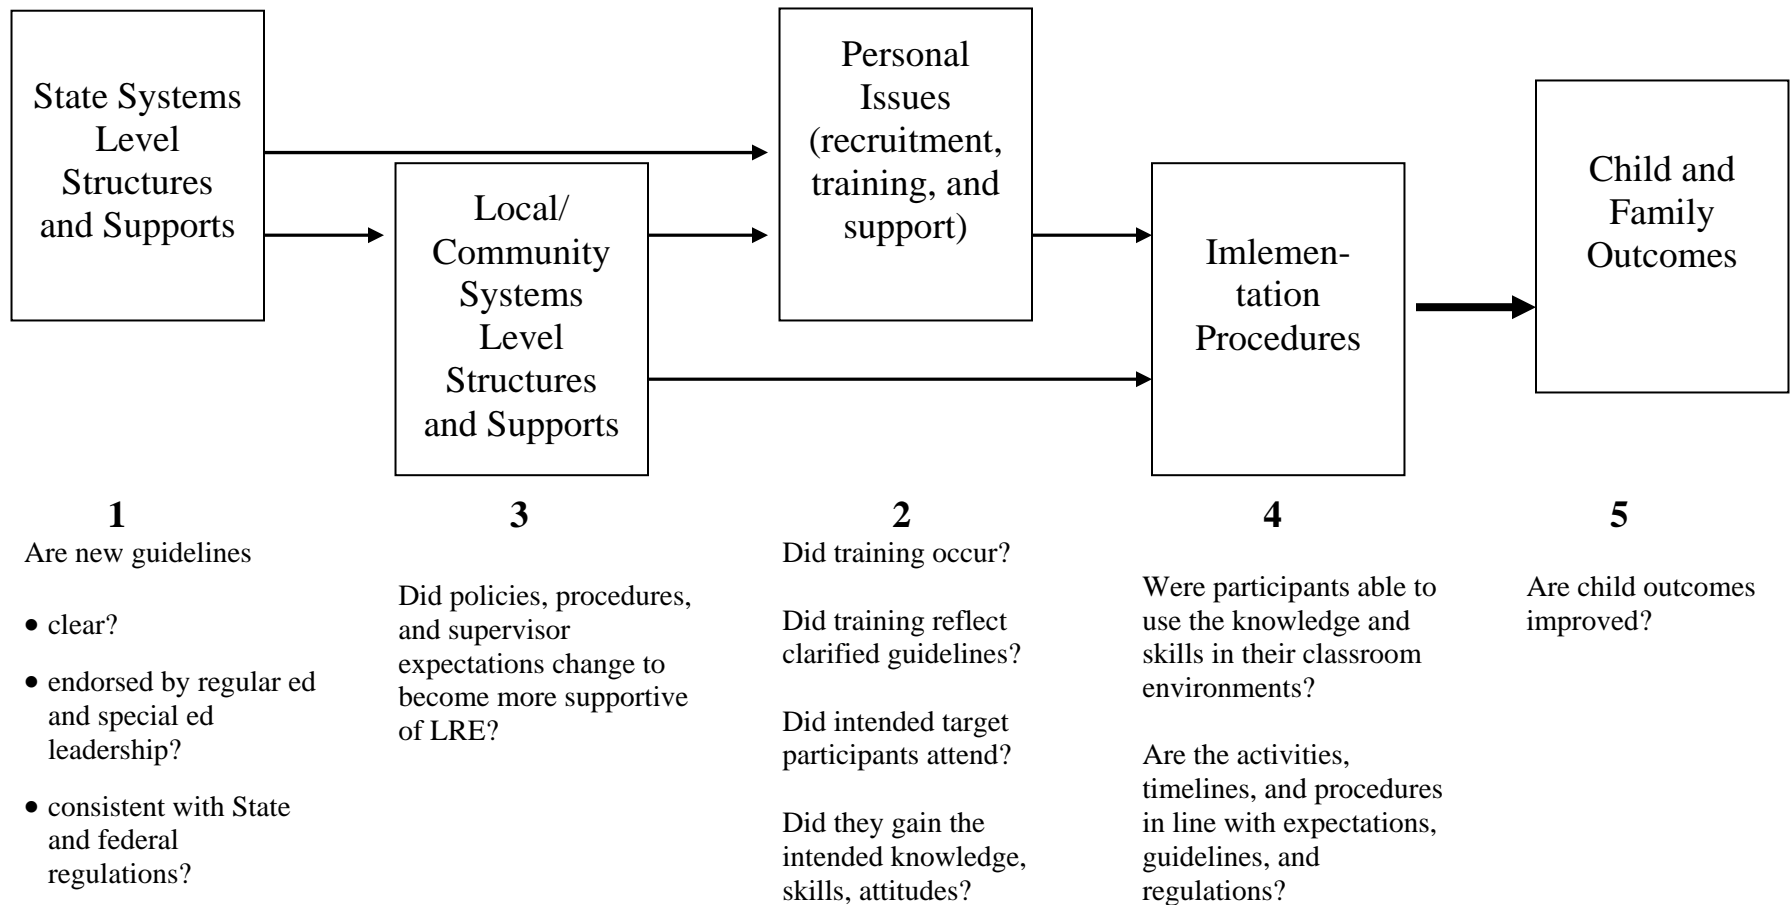 State Systems
Level
Structures
and Supports
Local/
Community
Systems
Level
Structures
and Supports
Personal
Issues
(recruitment,
training, and
support)
Imlemen-
tation
Procedures
Child and
Family
Outcomes
1
Are new guidelines
• clear?
• endorsed by regular ed
and special ed
leadership?
• consistent with State
and federal
regulations?
3
Did policies, procedures,
and supervisor
expectations change to
become more supportive
of LRE?
2
Did training occur?
Did training reflect
clarified guidelines?
Did intended target
participants attend?
Did they gain the
intended knowledge,
skills, attitudes?
4
Were participants able to
use the knowledge and
skills in their classroom
environments?
Are the activities,
timelines, and procedures
in line with expectations,
guidelines, and
regulations?
5
Are child outcomes
improved?